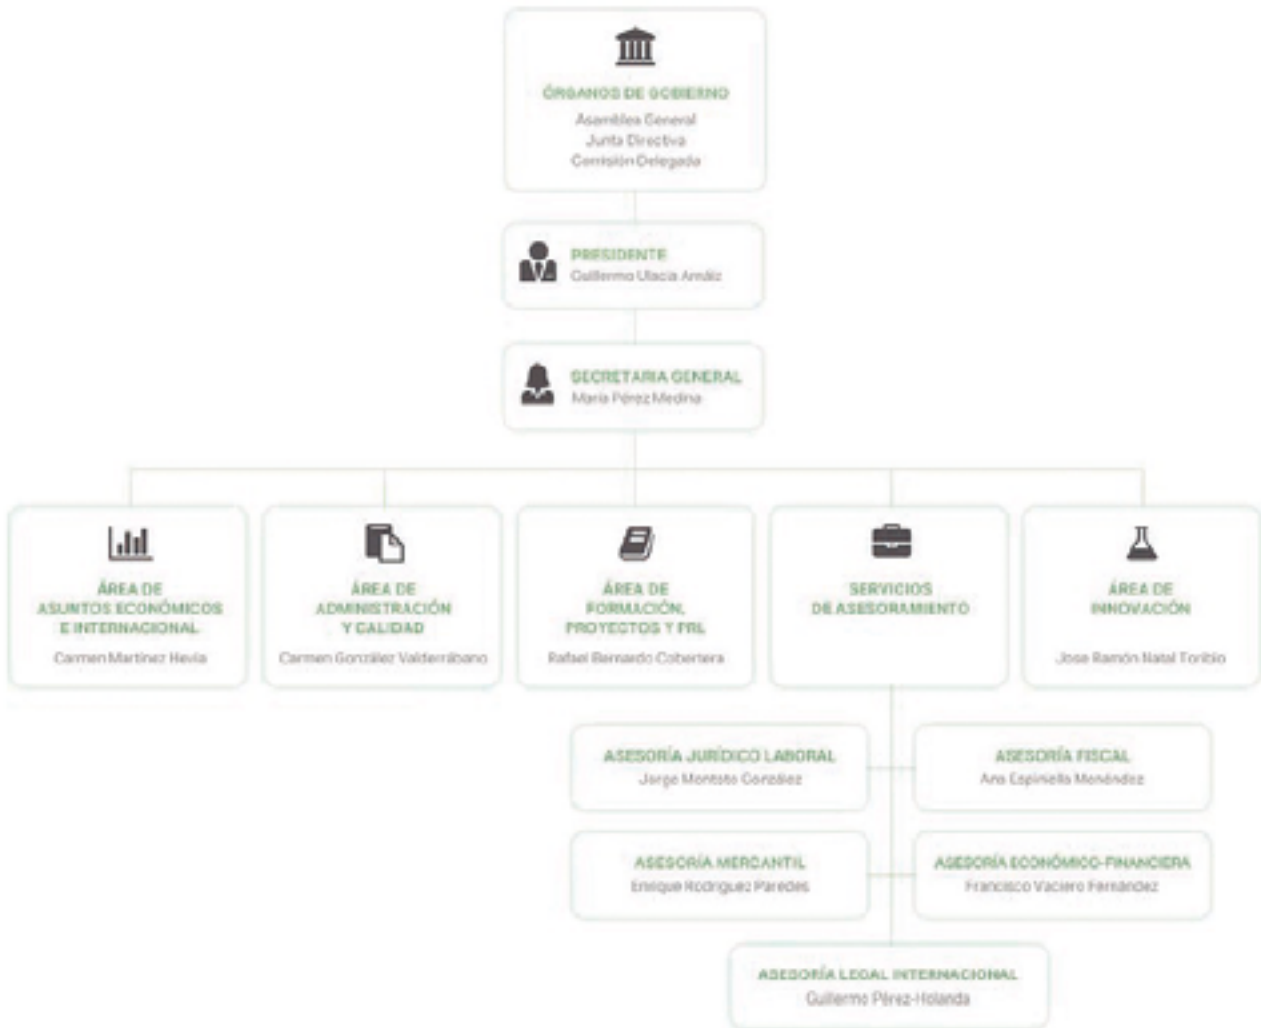 ÓRGANOS DE GOBIERNO
Asamblea General
Junta Directiva
Comisión Delegada
PRESIDENTE
Guillermo Ulacia Arnáiz
SECRETARIA GENERAL
María Pérez Medina
ÁREA DE
ASUNTOS ECONÓMICOS
E INTERNACIONAL
Carmen Martínez Hevia
ÁREA DE
ADMINISTRACIÓN
Y CALIDAD
Carmen González Valderrábano
ÁREA DE
FORMACIÓN,
PROYECTOS Y PRL
Rafael Bernardo Cobertera
SERVICIOS
DE ASESORAMIENTO
ÁREA DE
INNOVACIÓN
Jose Ramón Natal Toribio
ASESORÍA JURÍDICO LABORAL
Jorge Montoto González
ASESORÍA FISCAL
Ana Espiniella Menéndez
ASESORÍA MERCANTIL
Enrique Rodríguez Paredes
ASESORÍA ECONÓMICO-FINANCIERA
Francisco Vaciero Fernández
ASESORÍA LEGAL INTERNACIONAL
Guillermo Pérez-Holanda